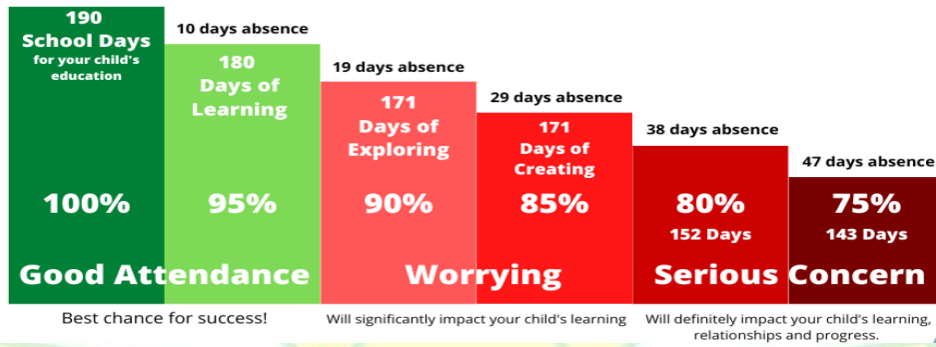 190
School Days
for your child's
education
100%
10 days absence
180
Days of
Learning
95%
19 days absence
171
Days of
Exploring
90%
29 days absence
171
Days of
Creating
85%
38 days absence
80%
152 Days
47 days absence
75%
143 Days
Good Attendance
Worrying
Serious Concern
Best chance for success!
Will significantly impact your child's learning
Will definitely impact your child's learning,
relationships and progress.